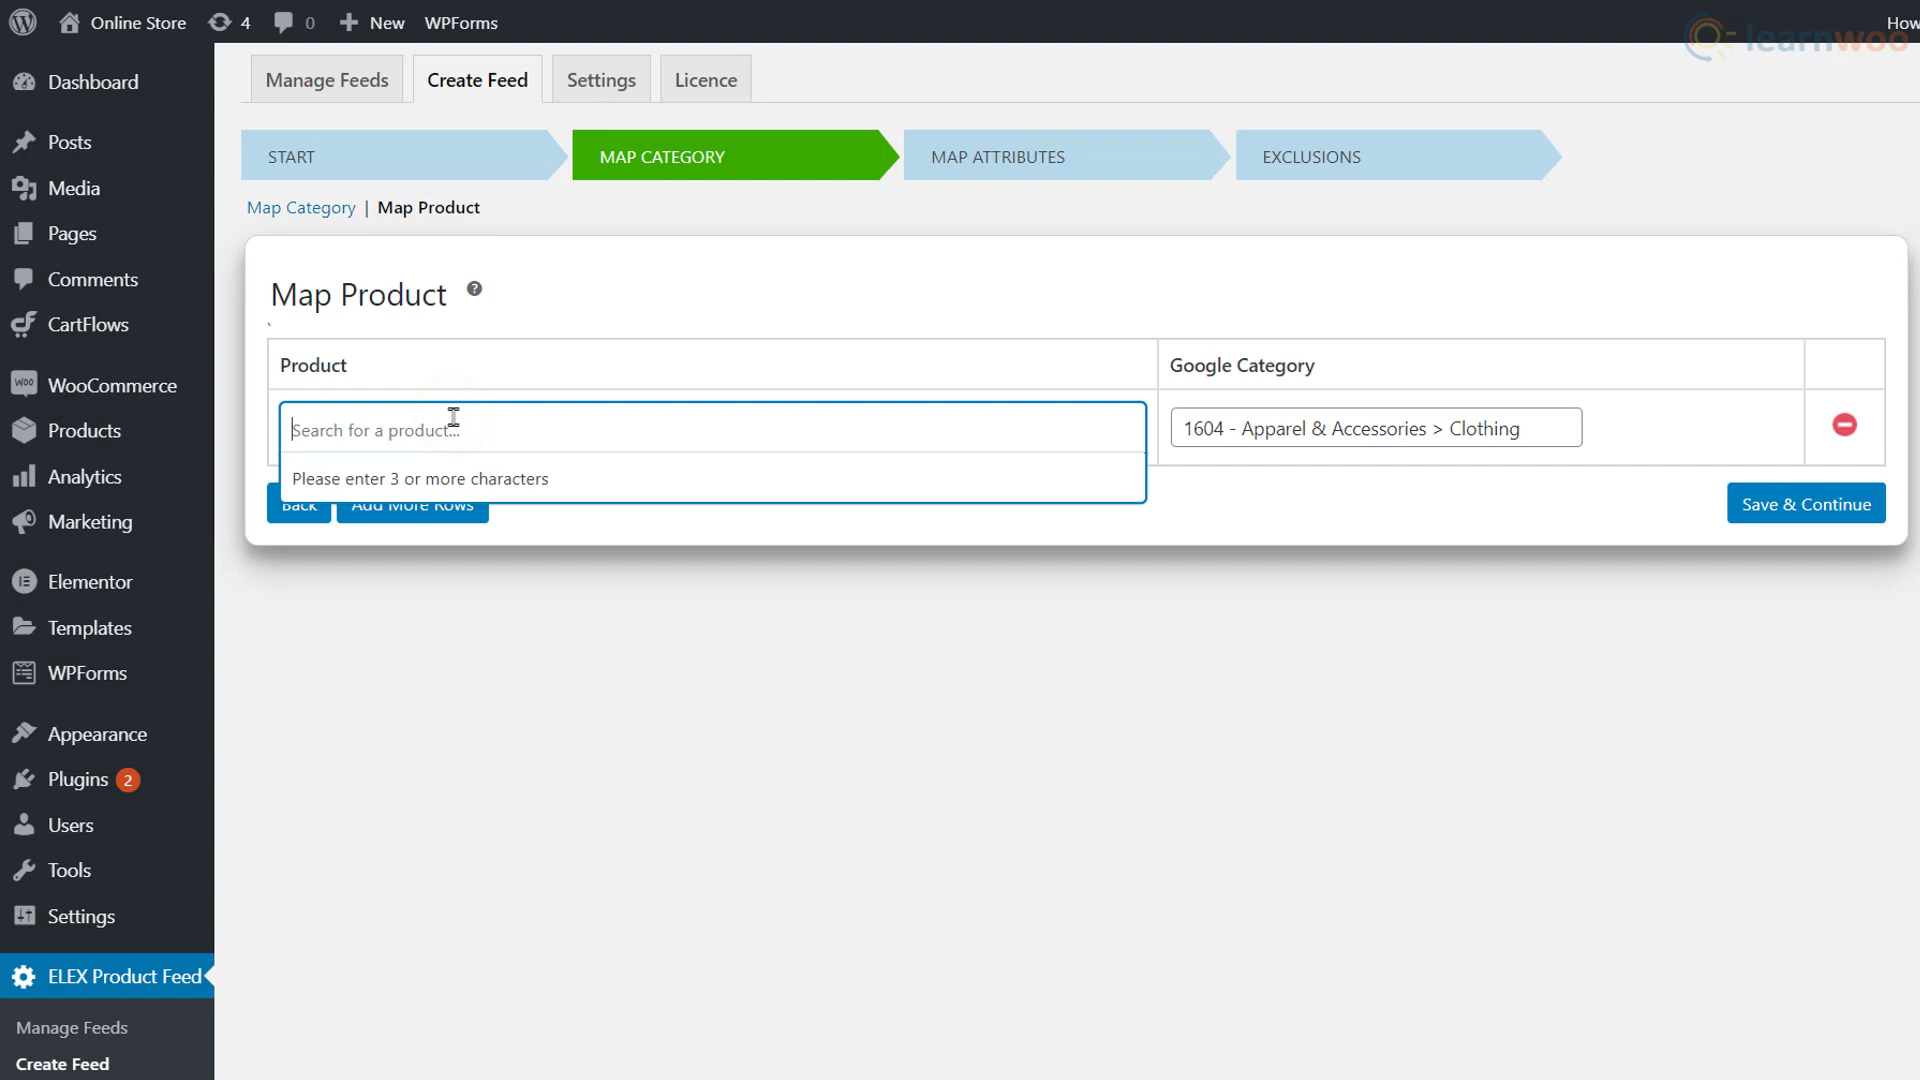 Online Store 4 0 New WPForms How
learnwoo
Dashboard
Posts
Media
Pages
Comments
CartFlows
WooCommerce
Products
Analytics
Marketing
Elementor
Templates
WPForms
Appearance
Plugins 2
Users
Tools
Settings
ELEX Product Feed
Manage Feeds
Create Feed
Manage Feeds Create Feed Settings Licence
START MAP CATEGORY MAP ATTRIBUTES EXCLUSIONS
Map Category | Map Product
Map Product ?
`
Product Google Category
Search for a product... 1604 - Apparel & Accessories > Clothing
Please enter 3 or more characters
Back Add More Rows Save & Continue